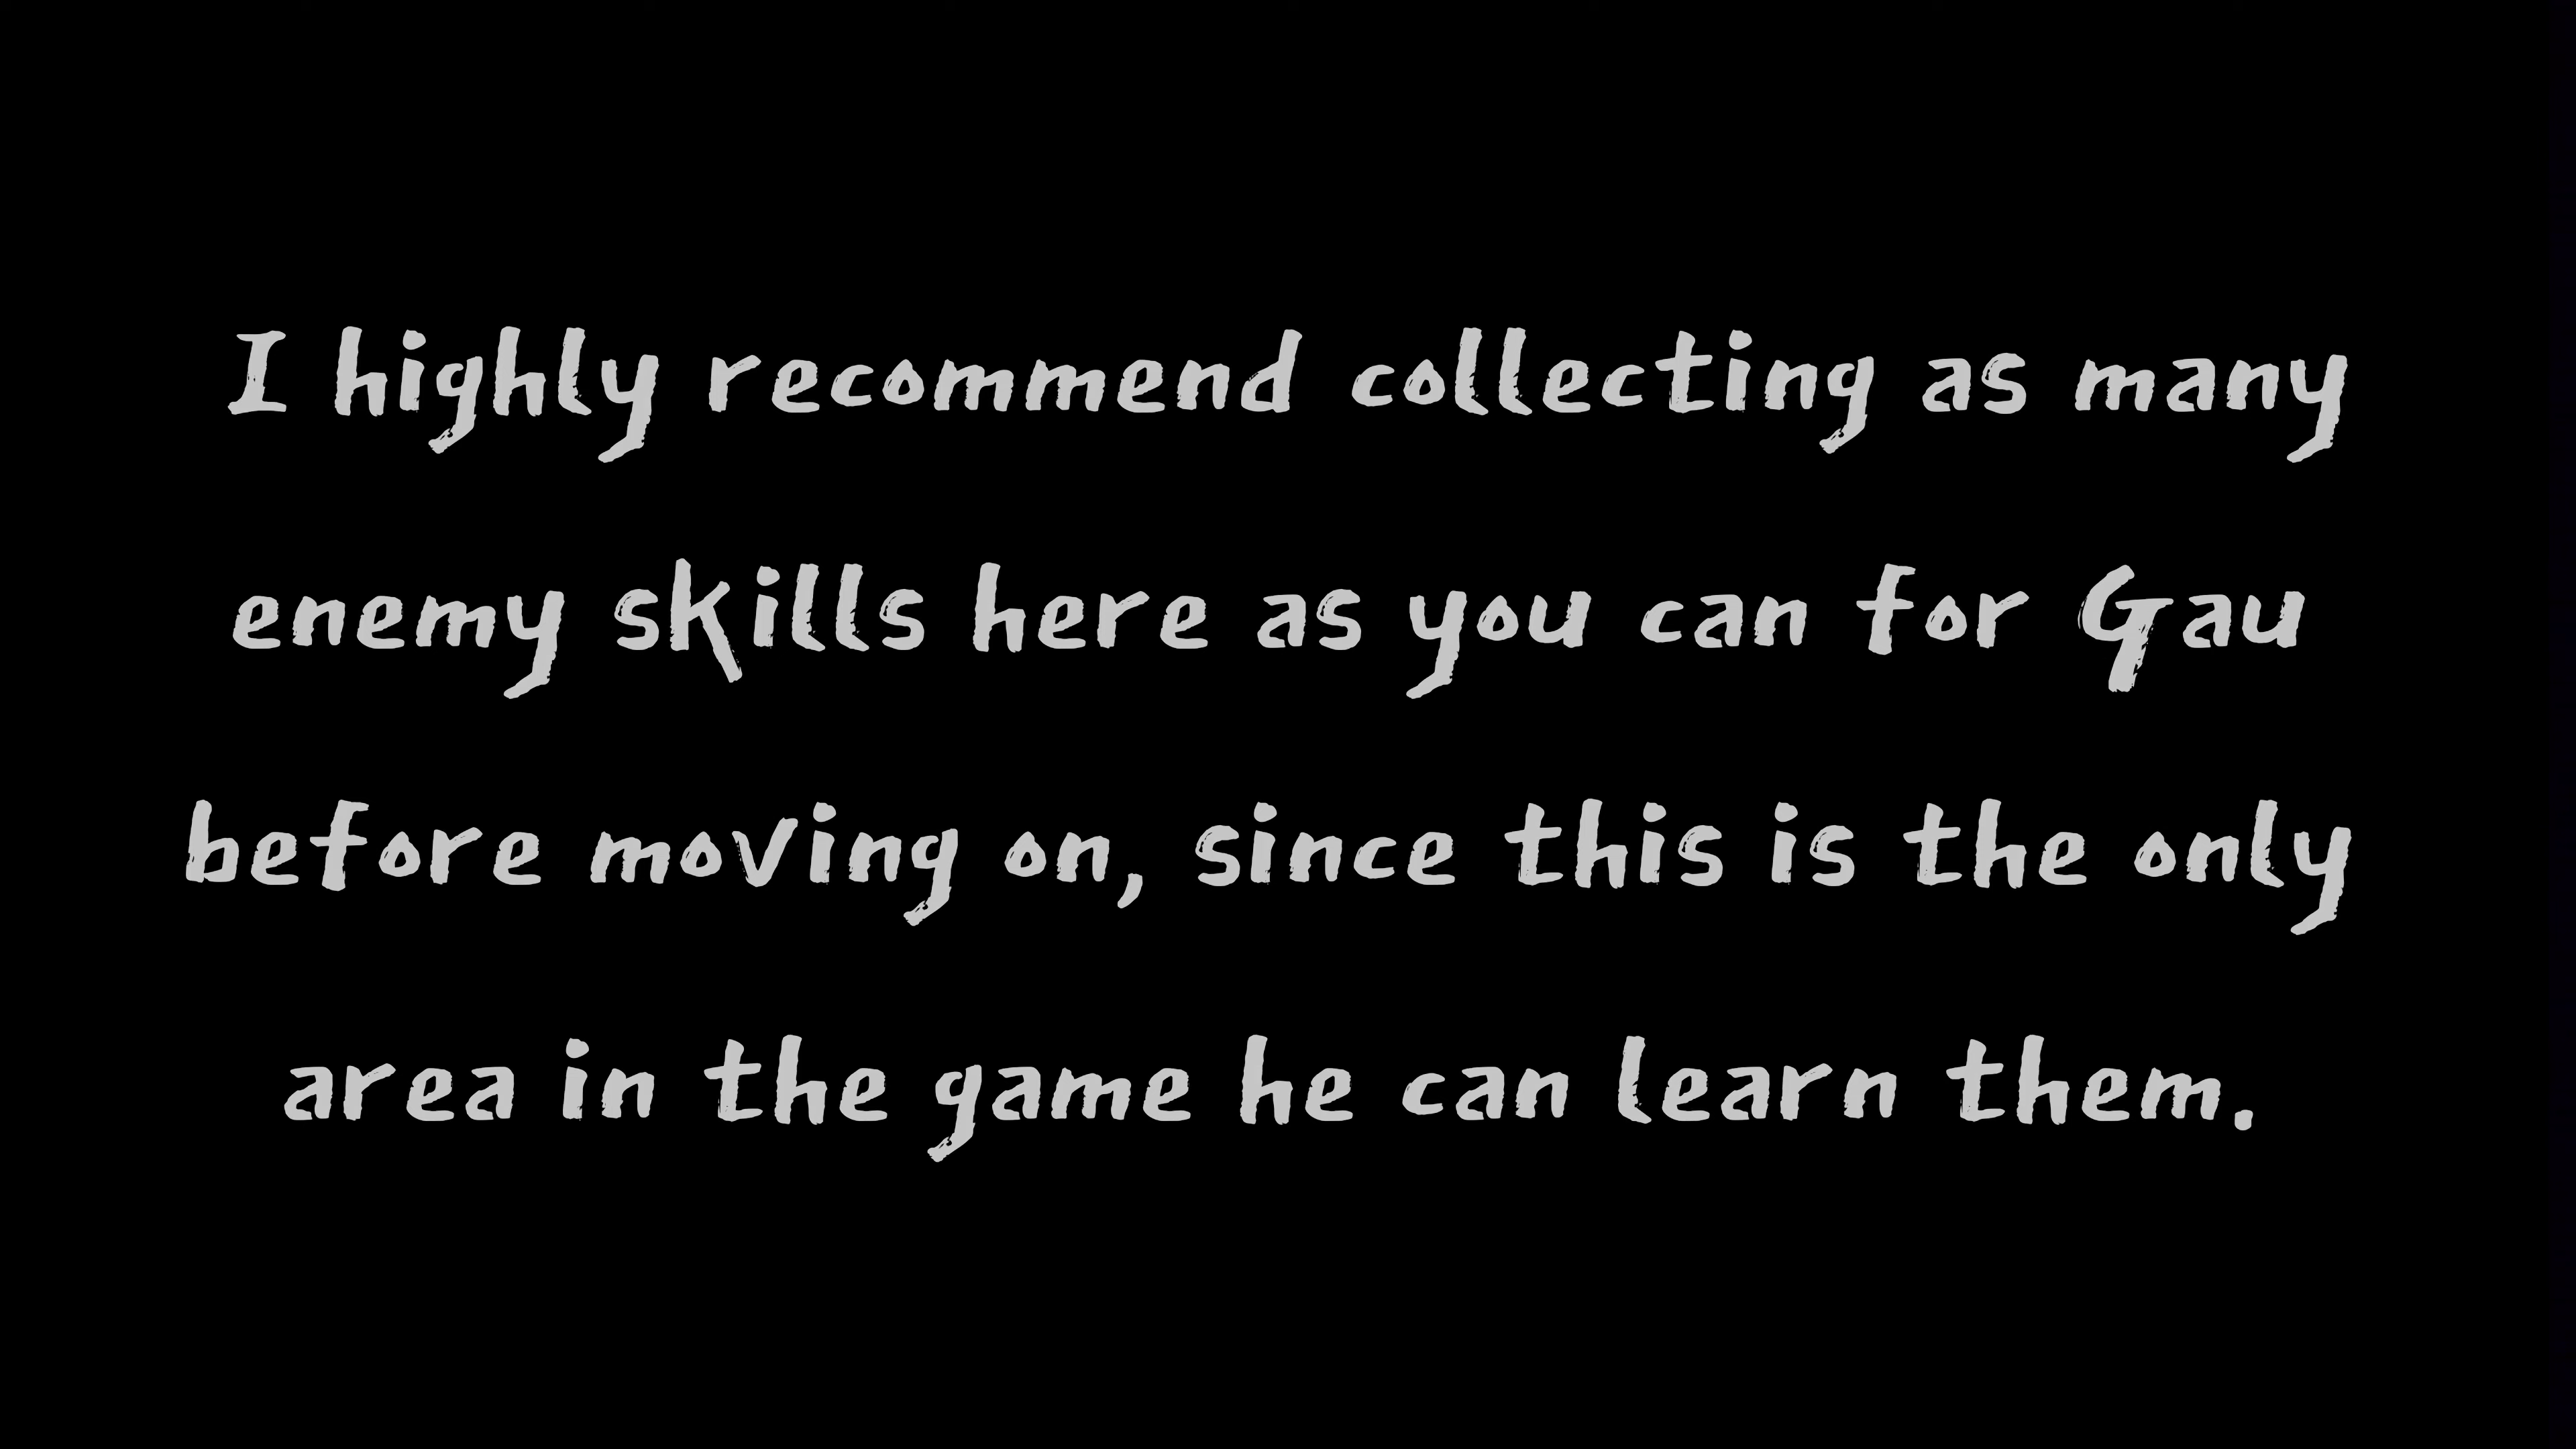 I highly recommend collecting as many
enemy skills here as you can for Gau
before moving on, since this is the only
area in the game he can learn them.